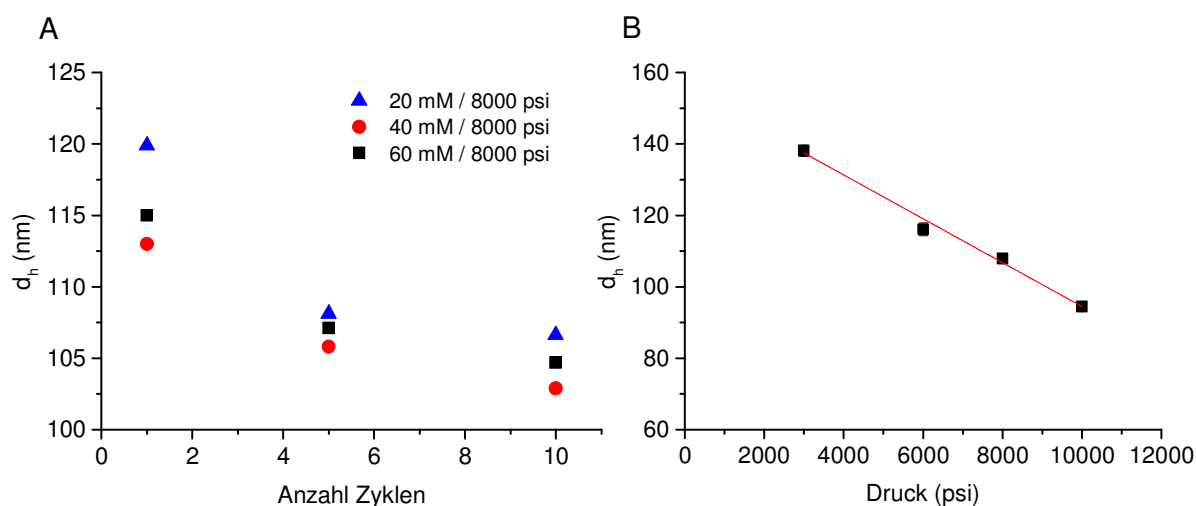 A
125
120
115
110
105
100
0
2
4
6
8
10
d_h (nm)
Anzahl Zyklen
20 mM / 8000 psi
40 mM / 8000 psi
60 mM / 8000 psi
B
160
140
120
100
80
60
0
2000
4000
6000
8000
10000
12000
d_h (nm)
Druck (psi)